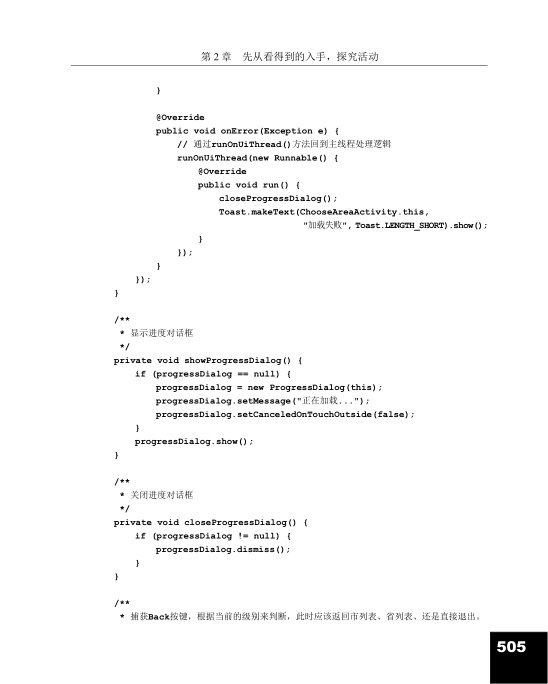 第 2 章　先从看得到的入手，探究活动
}
@Override
public void onError(Exception e) {
// 通过runOnUiThread()方法回到主线程处理逻辑
runOnUiThread(new Runnable() {
@Override
public void run() {
closeProgressDialog();
Toast.makeText(ChooseAreaActivity.this,
"加载失败", Toast.LENGTH_SHORT).show();
}
});
}
});
}
/**
* 显示进度对话框
*/
private void showProgressDialog() {
if (progressDialog == null) {
progressDialog = new ProgressDialog(this);
progressDialog.setMessage("正在加载...");
progressDialog.setCanceledOnTouchOutside(false);
}
progressDialog.show();
}
/**
* 关闭进度对话框
*/
private void closeProgressDialog() {
if (progressDialog != null) {
progressDialog.dismiss();
}
}
/**
* 捕获Back按键，根据当前的级别来判断，此时应该返回市列表、省列表、还是直接退出。
505